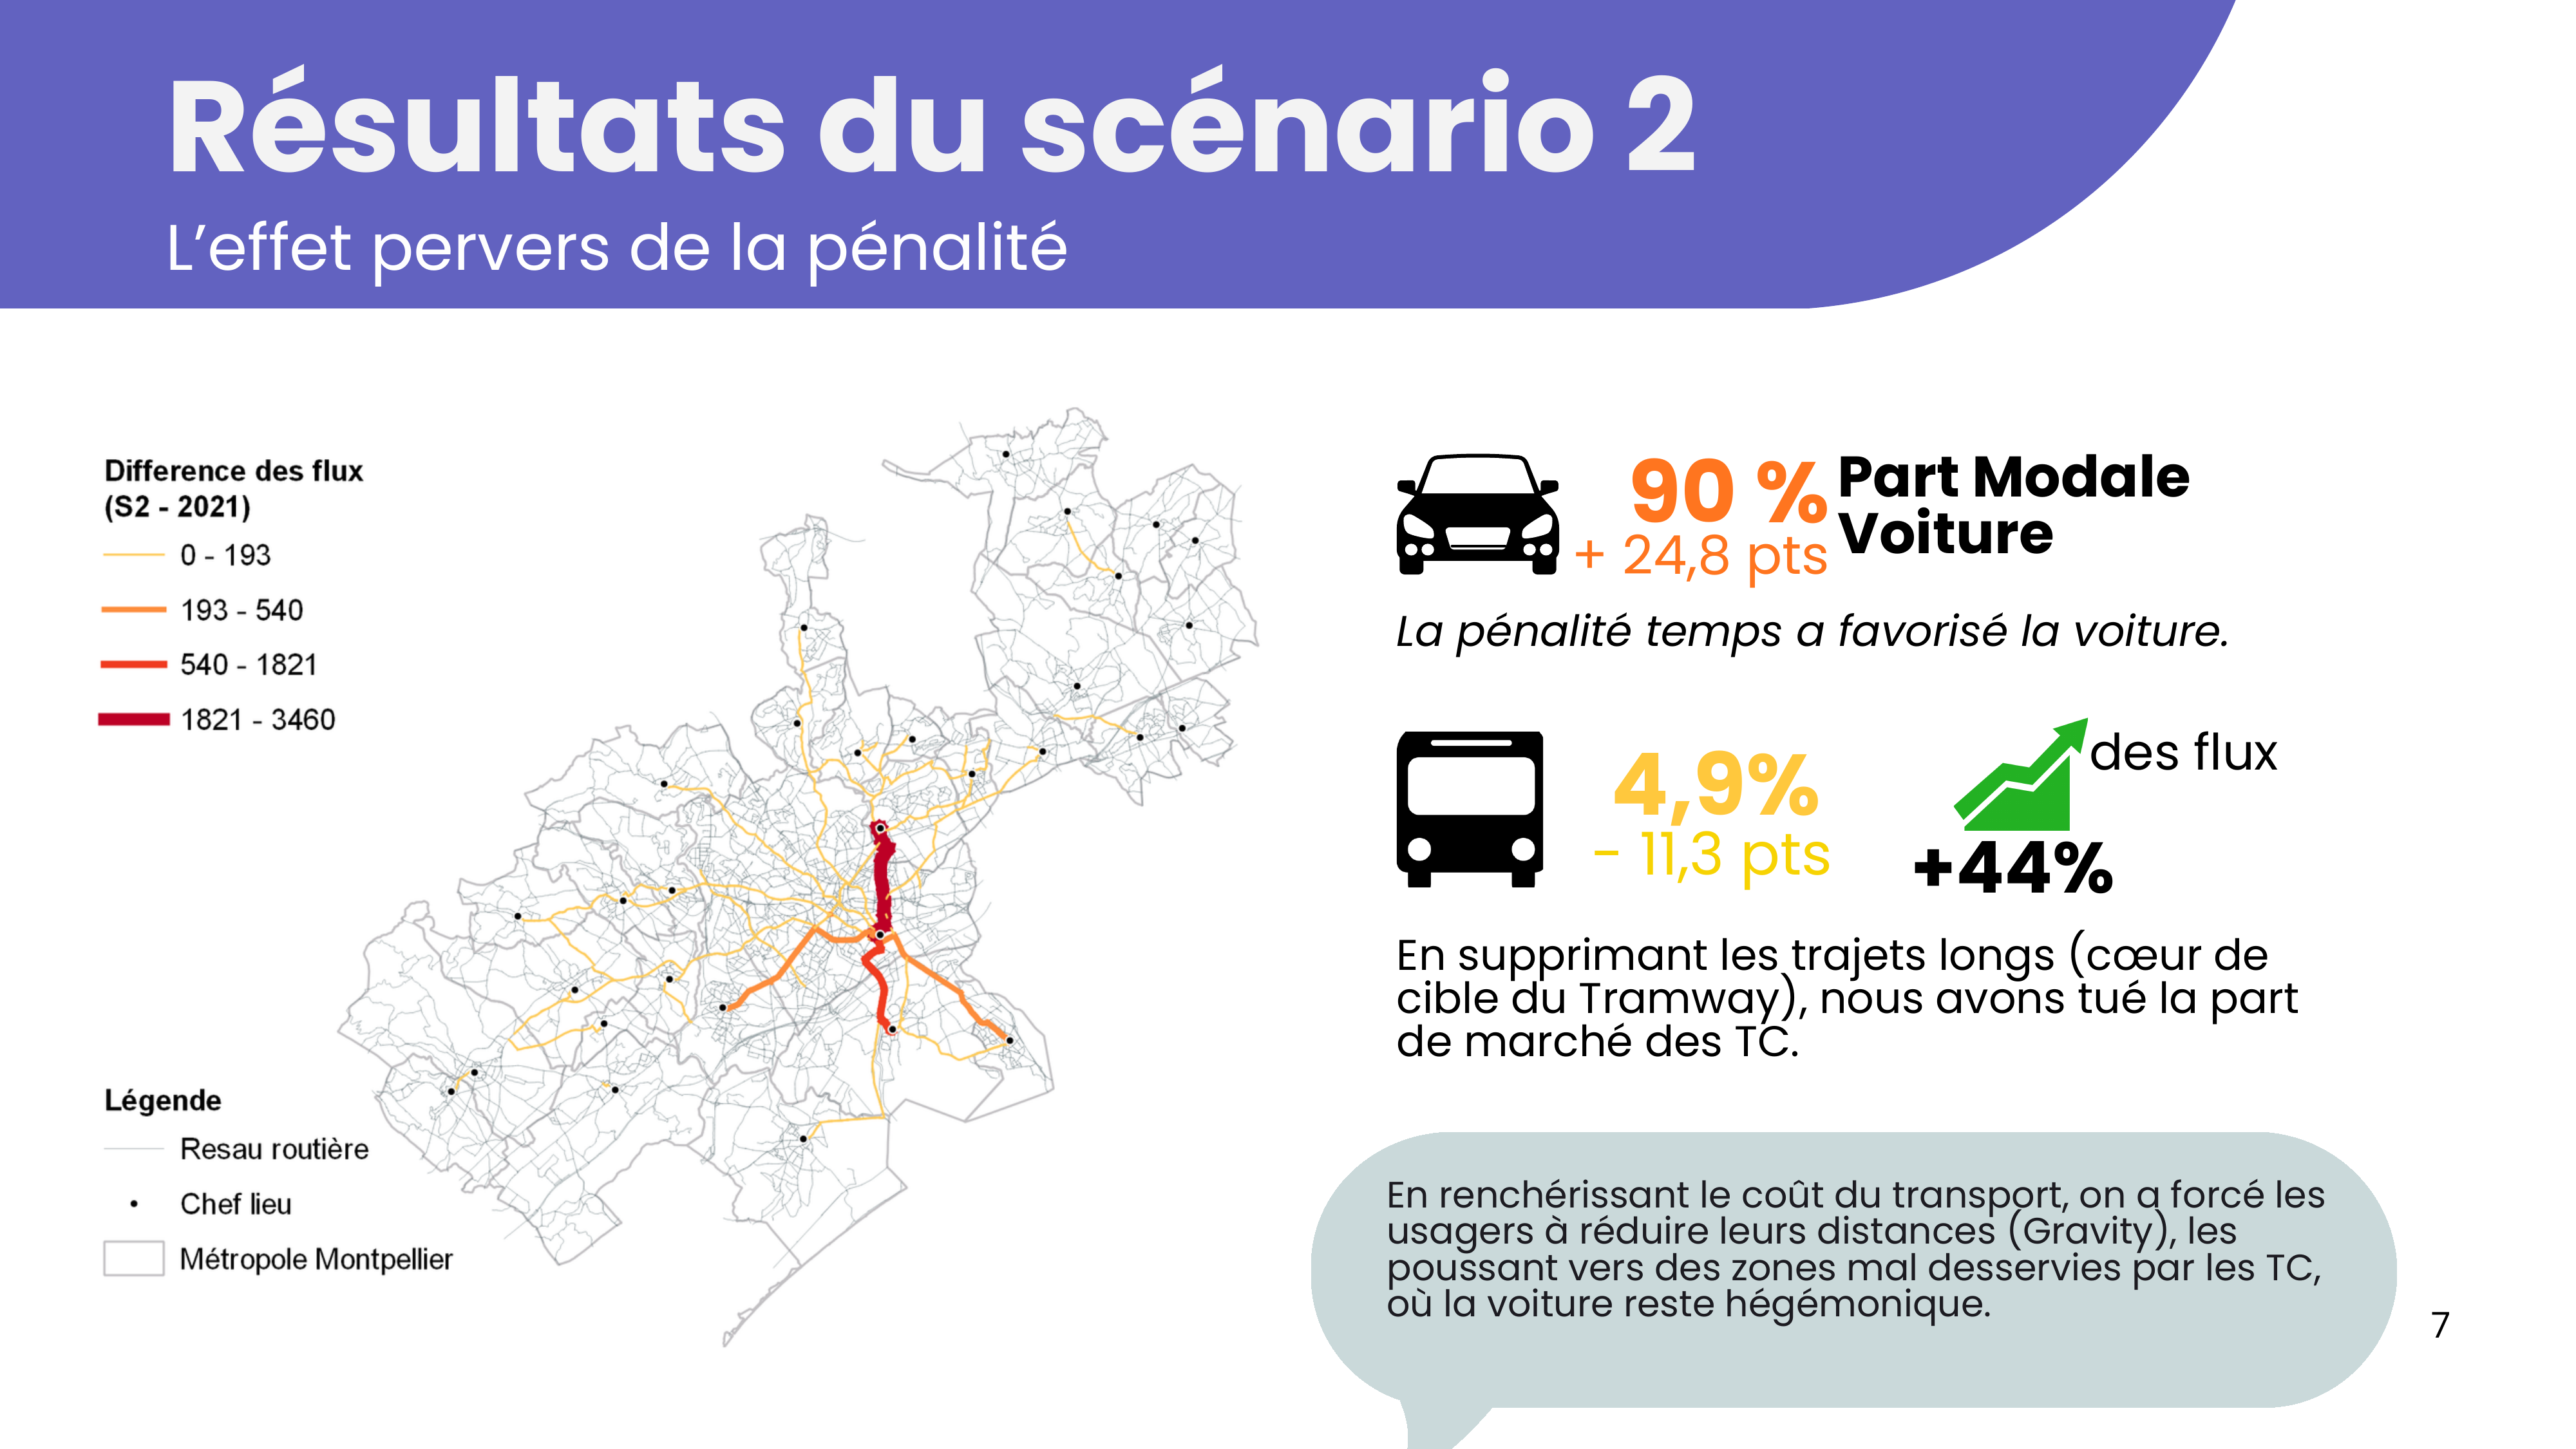 Résultats du scénario 2
L’effet pervers de la pénalité
Difference des flux
(S2 - 2021)
0 - 193
193 - 540
540 - 1821
1821 - 3460
Légende
Resau routière
Chef lieu
Métropole Montpellier
90 %
+ 24,8 pts
Part Modale
Voiture
La pénalité temps a favorisé la voiture.
4,9%
- 11,3 pts
des flux
+44%
En supprimant les trajets longs (cœur de
cible du Tramway), nous avons tué la part
de marché des TC.
En renchérissant le coût du transport, on a forcé les
usagers à réduire leurs distances (Gravity), les
poussant vers des zones mal desservies par les TC,
où la voiture reste hégémonique.
7